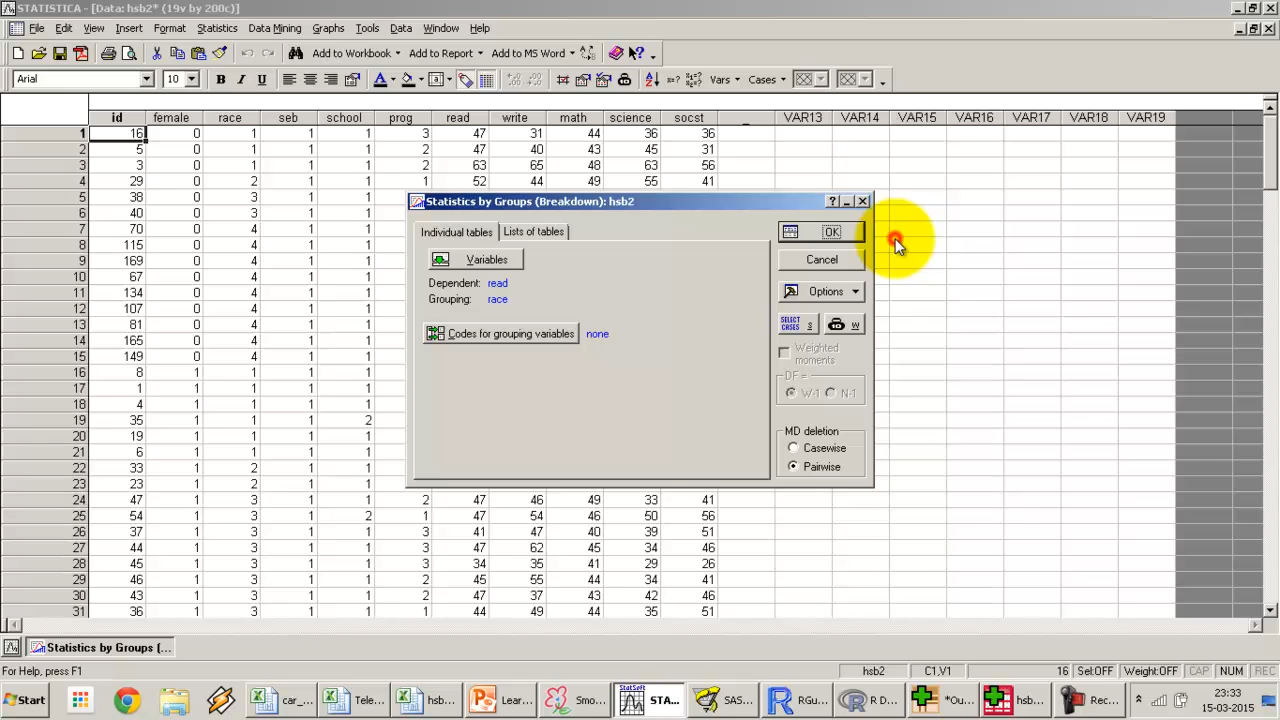 STATISTICA - [Data: hsb2* (19v by 200c)]
File Edit View Insert Format Statistics Data Mining Graphs Tools Data Window Help
Add to Workbook Add to Report Add to MS Word
Arial 10 B I U Vars Cases
id female race seb school prog read write math science socst VAR13 VAR14 VAR15 VAR16 VAR17 VAR18 VAR19
1 16 0 1 1 1 3 47 31 44 36 36
2 5 0 1 1 1 2 47 40 43 45 31
3 3 0 1 1 1 2 63 65 48 63 56
4 29 0 2 1 1 1 52 44 49 55 41
5 38 0 3 1 1
6 40 0 3 1 1
7 70 0 4 1 1
8 115 0 4 1 1
9 169 0 4 1 1
10 67 0 4 1 1
11 134 0 4 1 1
12 107 0 4 1 1
13 81 0 4 1 1
14 165 0 4 1 1
15 149 0 4 1 1
16 8 1 1 1 1
17 1 1 1 1 1
18 4 1 1 1 1
19 35 1 1 1 2
20 19 1 1 1 1
21 6 1 1 1 1
22 33 1 2 1 1
23 23 1 2 1 1
24 47 1 3 1 1 2 47 46 49 33 41
25 54 1 3 1 2 1 47 54 46 50 56
26 37 1 3 1 1 3 41 47 40 39 51
27 44 1 3 1 1 3 47 62 45 34 46
28 45 1 3 1 1 3 34 35 41 29 26
29 46 1 3 1 1 2 45 55 44 34 41
30 43 1 3 1 1 2 47 37 43 42 46
31 36 1 3 1 1 1 44 49 44 35 51
Statistics by Groups (Breakdown): hsb2
Individual tables Lists of tables
Variables
Dependent: read
Grouping: race
Codes for grouping variables none
OK
Cancel
Options
SELECT CASES S W
Weighted moments
DF =
W-1 N-1
MD deletion
Casewise
Pairwise
Statistics by Groups (...
For Help, press F1 hsb2 C1.V1 16 Sel:OFF Weight:OFF CAP NUM REC
Start car... Tele... hsb... Lear... Smo... StatSoft STA... SAS... RGu... R D... *Ou... hsb... Rec... 23:33
15-03-2015